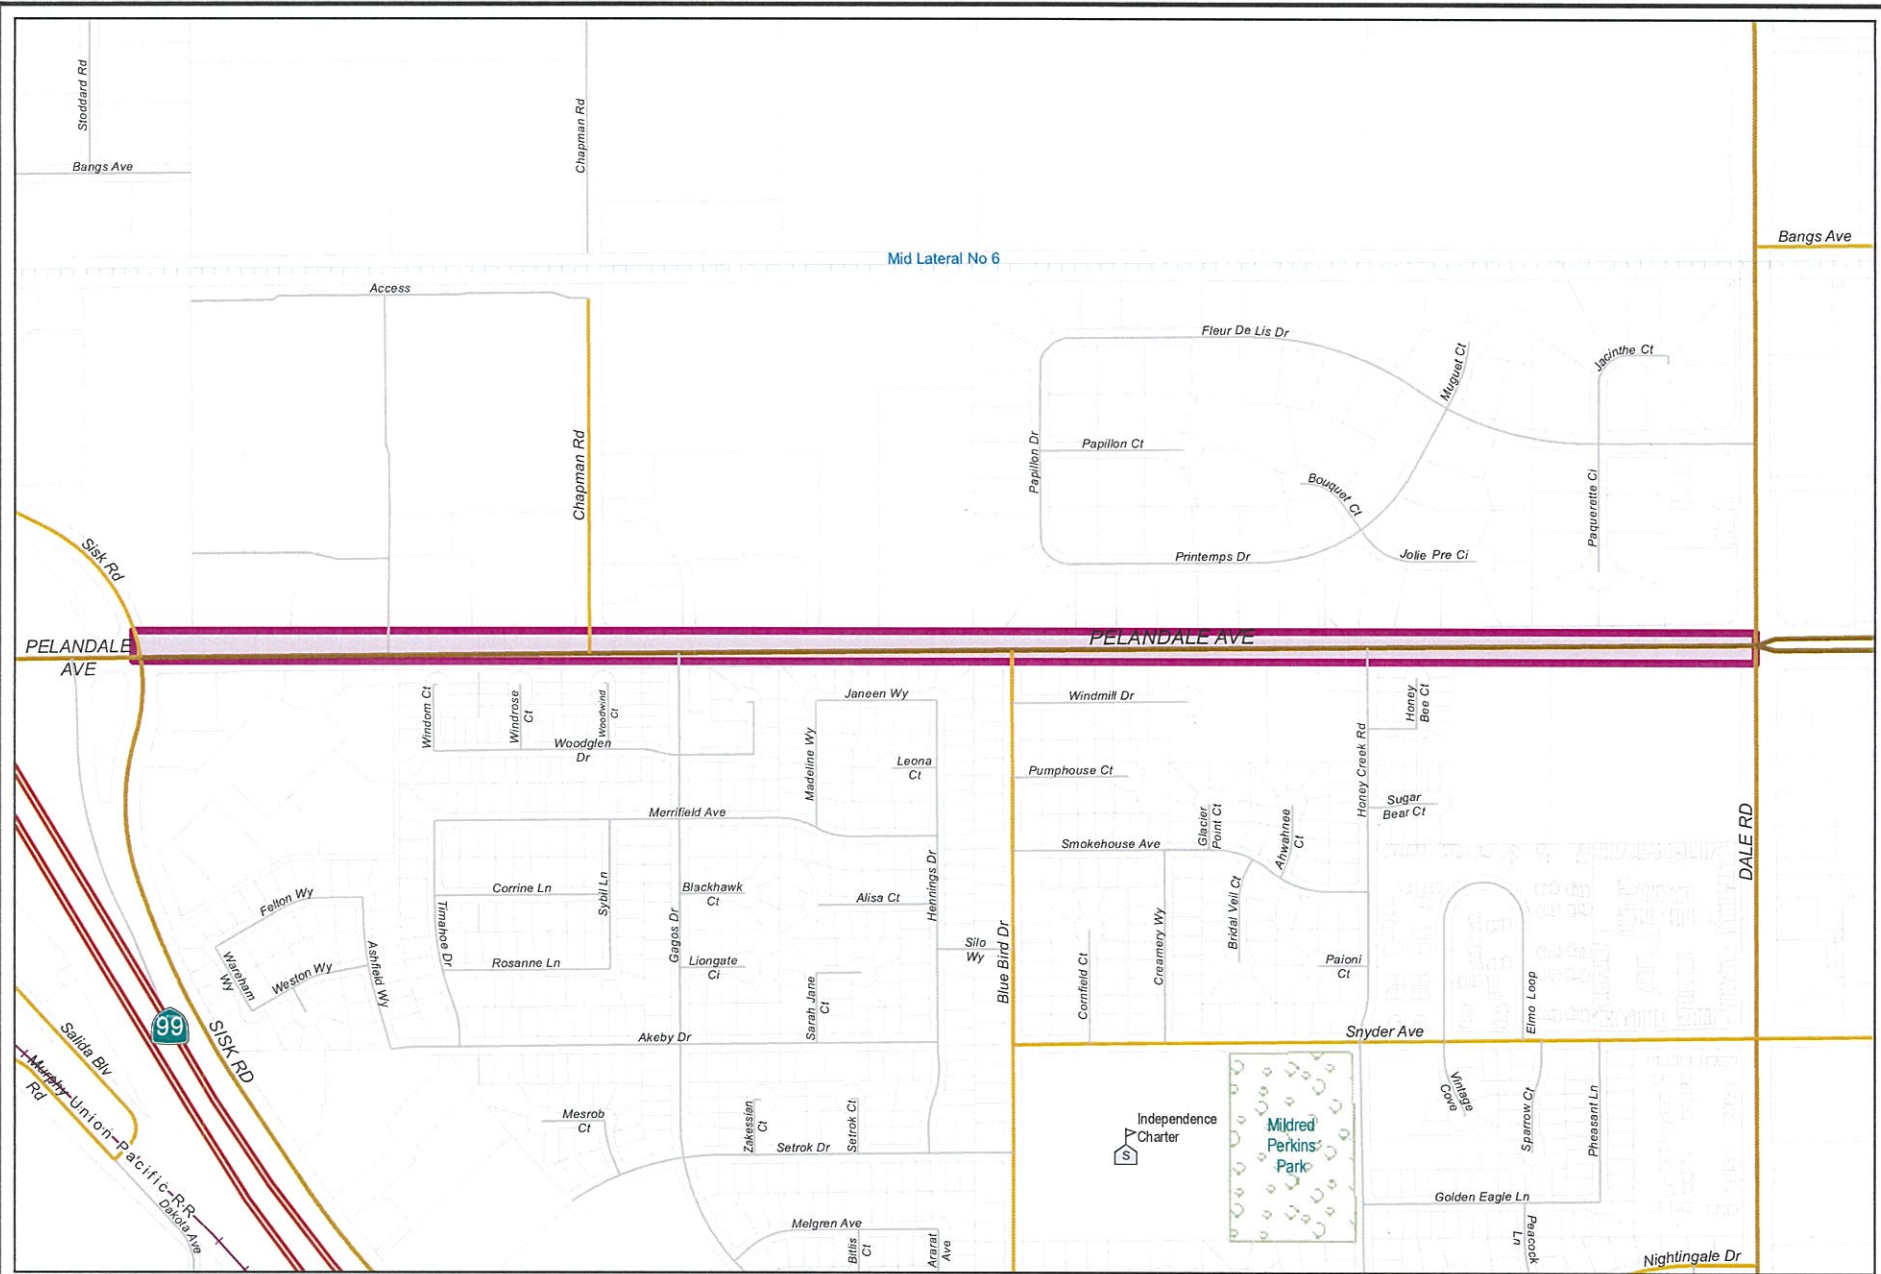 Stoddard Rd
Chapman Rd
Bangs Ave
Bangs Ave
Mid Lateral No 6
Access
Fleur De Lis Dr
Muguet Ct
Jacinthe Ct
Chapman Rd
Papillon Dr
Papillon Ct
Bouquet Ct
Paquerette Ci
Sisk Rd
Printemps Dr
Jolie Pre Ci
PELANDALE
AVE
PELANDALE AVE
Windom Ct
Windrose
Ct
Woodwind
Ct
Woodglen
Dr
Janeen Wy
Madeline Wy
Leona
Ct
Windmill Dr
Honey
Bee Ct
Honey Creek Rd
Pumphouse Ct
Sugar
Bear Ct
Merrifield Ave
Smokehouse Ave
Glacier
Point Ct
Ahwahnee
Ct
DALE RD
Felton Wy
Corrine Ln
Sybil Ln
Blackhawk
Ct
Alisa Ct
Hennings Dr
Bridal Veil Ct
Timahoe Dr
Gagos Dr
Creamery Wy
Wareham
Wy
Weston Wy
Ashfield Wy
Rosanne Ln
Liongate
Ci
Silo
Wy
Blue Bird Dr
Cornfield Ct
Paioni
Ct
Sarah Jane
Ct
Elmo Loop
99
SISK RD
Akeby Dr
Snyder Ave
Salida Blv
Murphy
Rd
Union Pacific RR
Dakota Ave
Mesrob
Ct
Zakessian
Ct
Setrok Ct
Setrok Dr
Independence
Charter
S
Mildred
Perkins
Park
Vintage
Cove
Sparrow Ct
Pheasant Ln
Golden Eagle Ln
Peacock
Ln
Melgren Ave
Bitlis
Ct
Ararat
Ave
Nightingale Dr